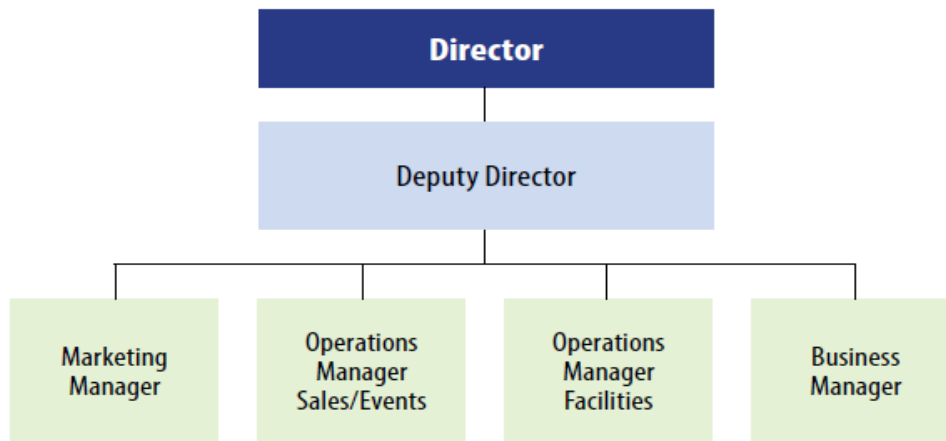 Director
Deputy Director
Marketing
Manager
Operations
Manager
Sales/Events
Operations
Manager
Facilities
Business
Manager